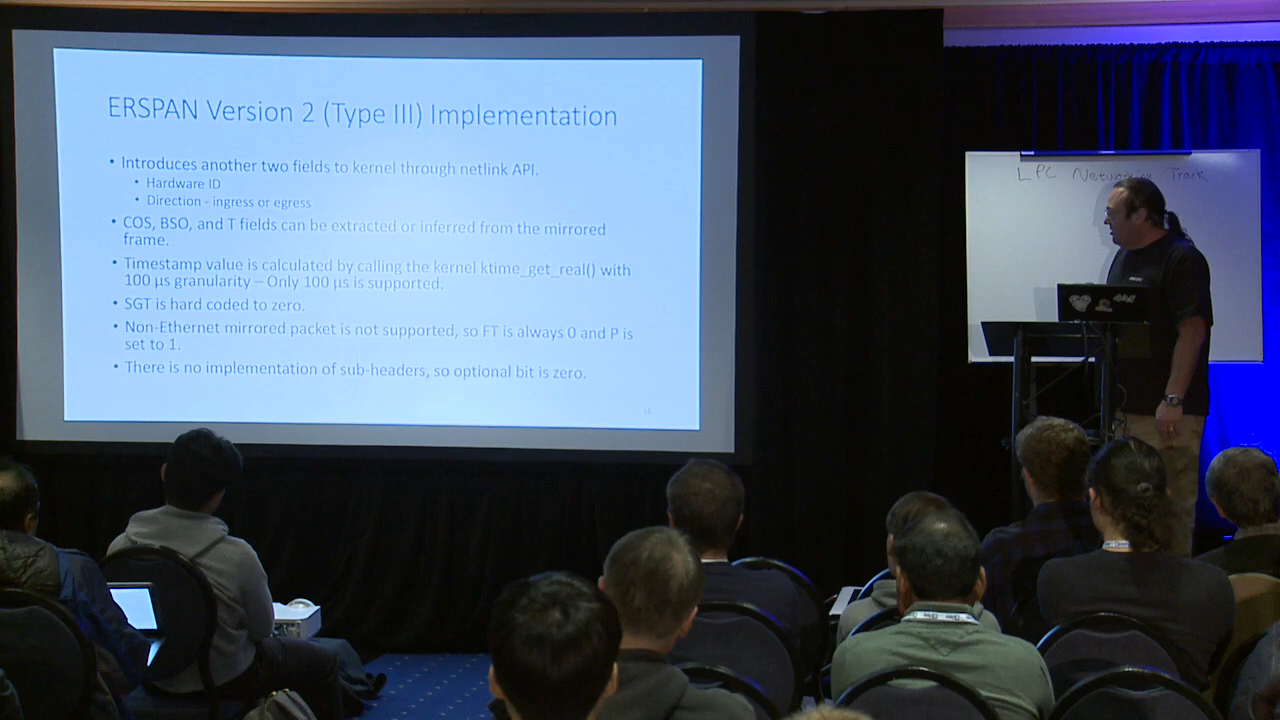 ERSPAN Version 2 (Type III) Implementation
• Introduces another two fields to kernel through netlink API.
• Hardware ID
• Direction - ingress or egress
• COS, BSO, and T fields can be extracted or inferred from the mirrored
frame.
• Timestamp value is calculated by calling the kernel ktime_get_real() with
100 µs granularity – Only 100 µs is supported.
• SGT is hard coded to zero.
• Non-Ethernet mirrored packet is not supported, so FT is always 0 and P is
set to 1.
• There is no implementation of sub-headers, so optional bit is zero.
LPC Track